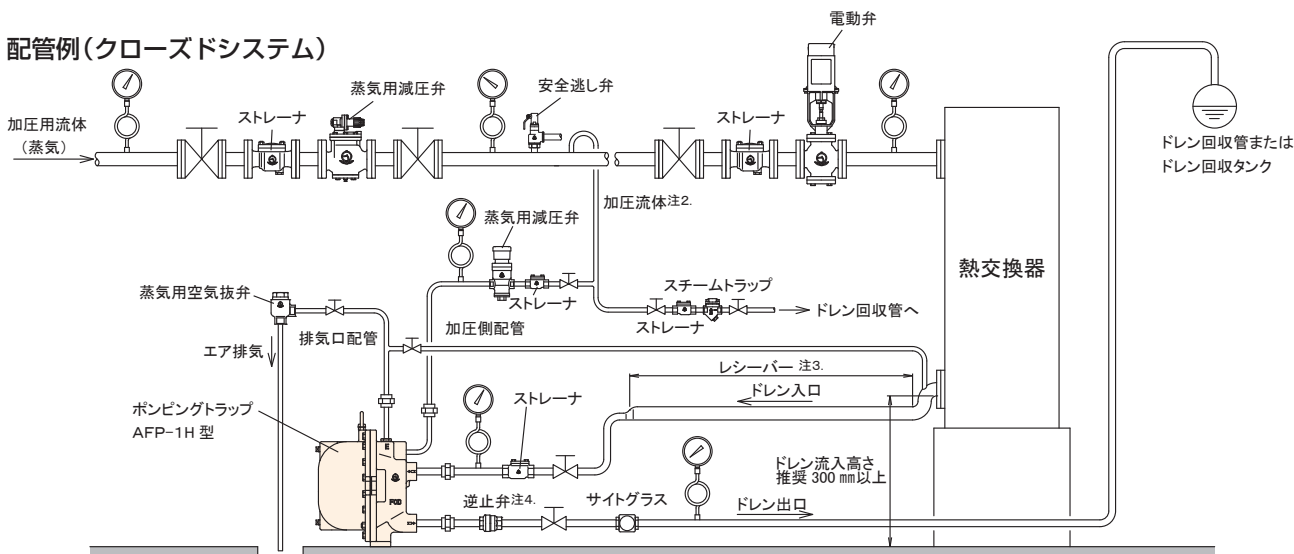 配管例(クローズドシステム)
電動弁
蒸気用減圧弁
安全逃し弁
ストレーナ
ストレーナ
加圧用流体
(蒸気)
ドレン回収管または
ドレン回収タンク
加圧流体注2.
蒸気用減圧弁
熱交換器
スチームトラップ
蒸気用空気抜弁
ストレーナ
ドレン回収管へ
排気口配管
加圧側配管
ストレーナ
エア排気
レシーバー 注3.
ドレン入口
ストレーナ
ポンピングトラップ
AFP-1H 型
E
ドレン流入高さ
推奨 300 ㎜以上
逆止弁注4.
サイトグラス
ドレン出口